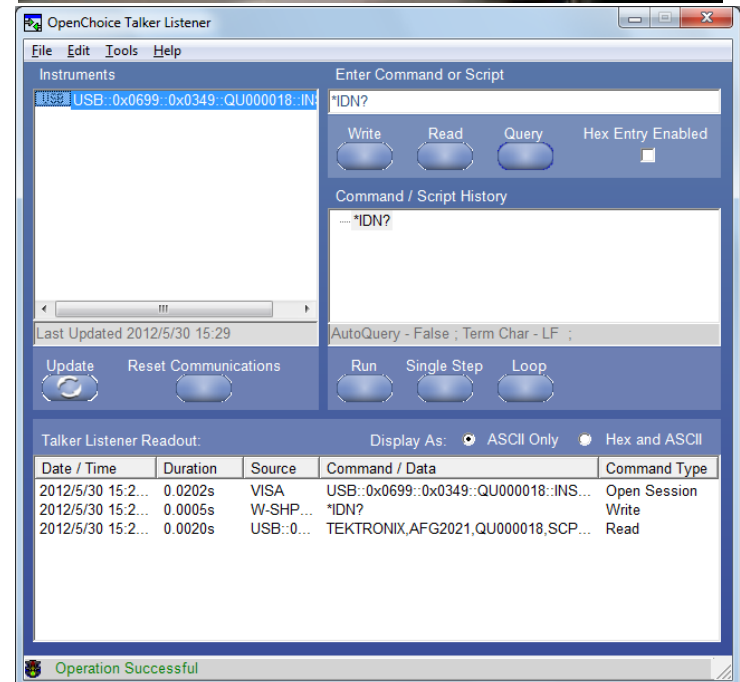 OpenChoice Talker Listener
File Edit Tools Help
Instruments
USB USB::0x0699::0x0349::QU000018::IN
Last Updated 2012/5/30 15:29
Update Reset Communications
Enter Command or Script
*IDN?
Write Read Query Hex Entry Enabled
Command / Script History
*IDN?
AutoQuery - False ; Term Char - LF ;
Run Single Step Loop
Talker Listener Readout: Display As: ASCII Only Hex and ASCII
Date / Time Duration Source Command / Data Command Type
2012/5/30 15:2... 0.0202s VISA USB::0x0699::0x0349::QU000018::INS... Open Session
2012/5/30 15:2... 0.0005s W-SHP... *IDN? Write
2012/5/30 15:2... 0.0020s USB::0... TEKTRONIX,AFG2021,QU000018,SCP... Read
Operation Successful